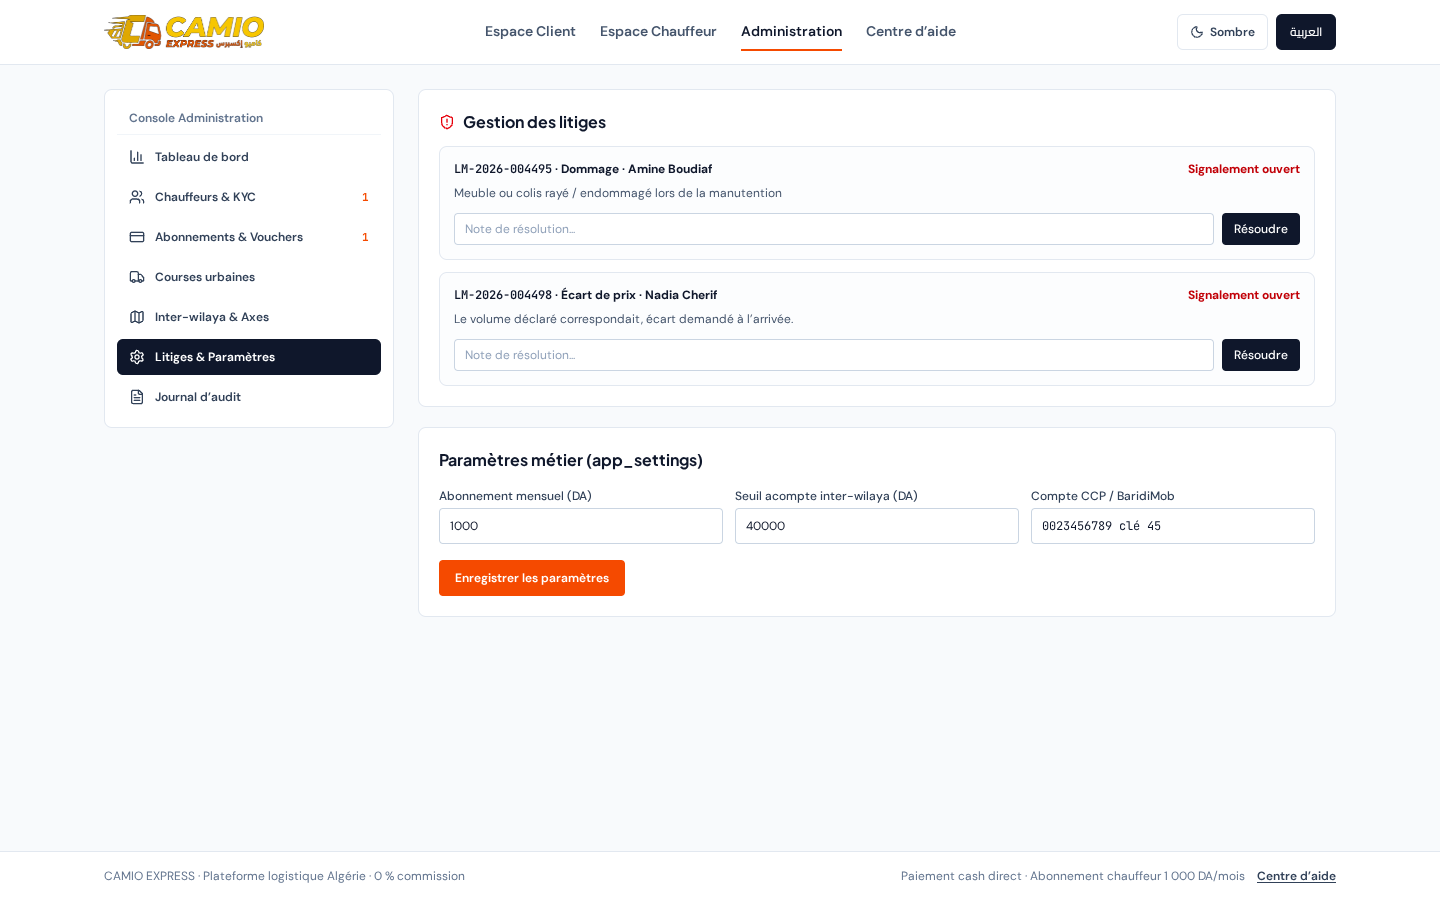 CAMIO
EXPRESS كاميو إكسبرس
Espace Client
Espace Chauffeur
Administration
Centre d’aide
Sombre
العربية
Console Administration
Tableau de bord
Chauffeurs & KYC 1
Abonnements & Vouchers 1
Courses urbaines
Inter-wilaya & Axes
Litiges & Paramètres
Journal d’audit
Gestion des litiges
LM-2026-004495 · Dommage · Amine Boudiaf
Signalement ouvert
Meuble ou colis rayé / endommagé lors de la manutention
Note de résolution...
Résoudre
LM-2026-004498 · Écart de prix · Nadia Cherif
Signalement ouvert
Le volume déclaré correspondait, écart demandé à l’arrivée.
Note de résolution...
Résoudre
Paramètres métier (app_settings)
Abonnement mensuel (DA)
1000
Seuil acompte inter-wilaya (DA)
40000
Compte CCP / BaridiMob
0023456789 clé 45
Enregistrer les paramètres
CAMIO EXPRESS · Plateforme logistique Algérie · 0 % commission
Paiement cash direct · Abonnement chauffeur 1 000 DA/mois
Centre d’aide